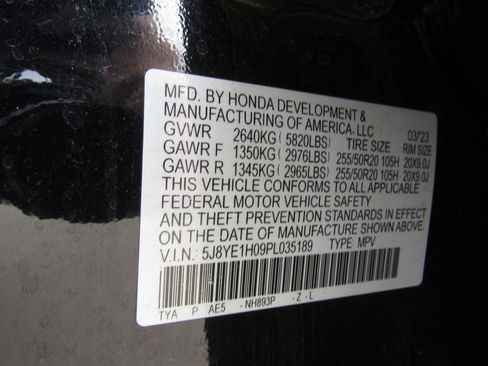 MFD. BY HONDA DEVELOPMENT &
MANUFACTURING OF AMERICA, LLC 03/'23
GVWR 2640KG ( 5820LBS) TIRE SIZE RIM SIZE
GAWR F 1350KG ( 2976LBS) 255/50R20 105H 20X9.0J
GAWR R 1345KG ( 2965LBS) 255/50R20 105H 20X9.0J
THIS VEHICLE CONFORMS TO ALL APPLICABLE
FEDERAL MOTOR VEHICLE SAFETY
AND THEFT PREVENTION STANDARDS IN EFFECT
ON THE DATE OF MANUFACTURE SHOWN ABOVE.
V.I.N.: 5J8YE1H09PL035189 TYPE: MPV
TYA P AE5 -NH893P -Z -L